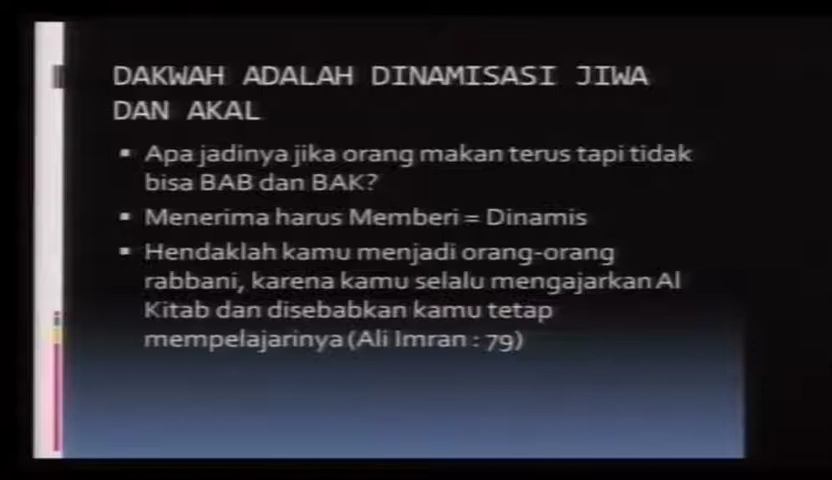 DAKWAH ADALAH DINAMISASI JIWA
DAN AKAL
▪ Apa jadinya jika orang makan terus tapi tidak
bisa BAB dan BAK?
▪ Menerima harus Memberi = Dinamis
▪ Hendaklah kamu menjadi orang-orang
rabbani, karena kamu selalu mengajarkan Al
Kitab dan disebabkan kamu tetap
mempelajarinya (Ali Imran : 79)